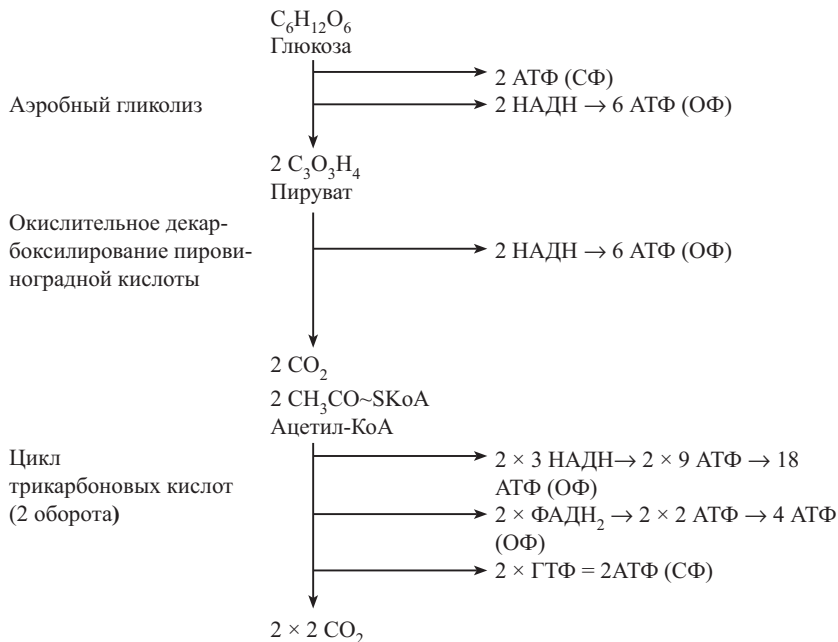 C₆H₁₂O₆
Глюкоза
2 АТФ (СФ)
Аэробный гликолиз
2 НАДН → 6 АТФ (ОФ)
2 C₃O₃H₄
Пируват
Окислительное декар-
боксилирование пирови-
ноградной кислоты
2 НАДН → 6 АТФ (ОФ)
2 CO₂
2 CH₃CO~SKoA
Ацетил-КоА
Цикл
трикарбоновых кислот
(2 оборота)
2 × 3 НАДН→ 2 × 9 АТФ → 18
АТФ (ОФ)
2 × ФАДН₂ → 2 × 2 АТФ → 4 АТФ
(ОФ)
2 × ГТФ = 2АТФ (СФ)
2 × 2 CO₂